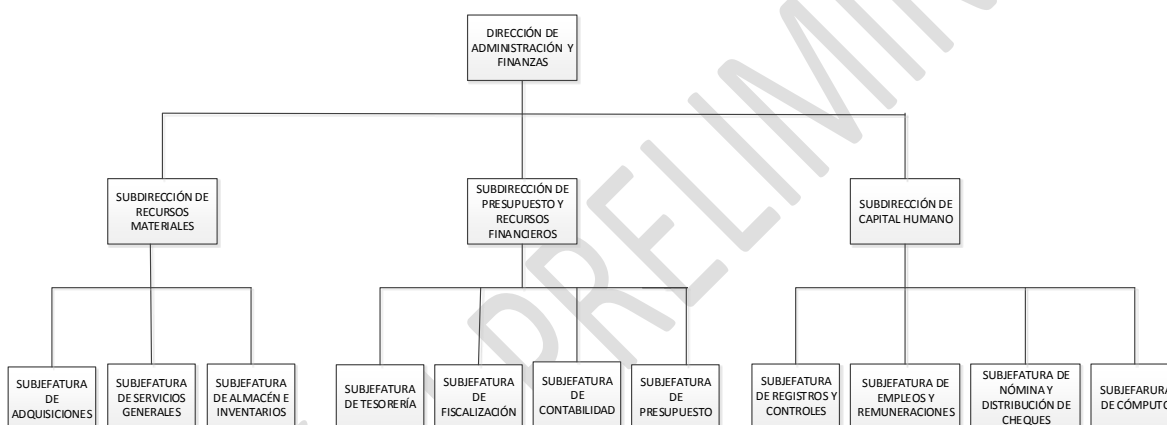 DIRECCIÓN DE
ADMINISTRACIÓN Y
FINANZAS
SUBDIRECCIÓN DE
RECURSOS
MATERIALES
SUBDIRECCIÓN DE
PRESUPUESTO Y
RECURSOS
FINANCIEROS
SUBDIRECCIÓN DE
CAPITAL HUMANO
SUBJEFATURA
DE
ADQUISICIONES
SUBJEFATURA
DE SERVICIOS
GENERALES
SUBJEFATURA
DE ALMACÉN E
INVENTARIOS
SUBJEFATURA
DE TESORERÍA
SUBJEFATURA
DE
FISCALIZACIÓN
SUBJEFATURA
DE
CONTABILIDAD
SUBJEFATURA
DE
PRESUPUESTO
SUBJEFATURA
DE REGISTROS Y
CONTROLES
SUBJEFATURA DE
EMPLEOS Y
REMUNERACIONES
SUBJEFATURA DE
NÓMINA Y
DISTRIBUCIÓN DE
CHEQUES
SUBJEFARURA
DE CÓMPUTO